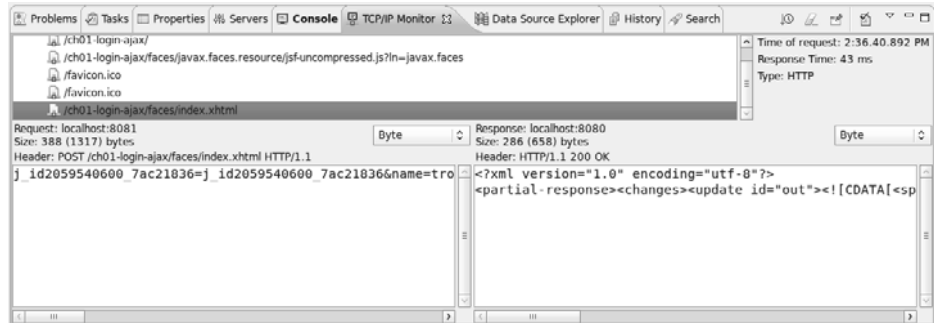 Problems Tasks Properties Servers Console TCP/IP Monitor Data Source Explorer History Search
/ch01-login-ajax/
/ch01-login-ajax/faces/javax.faces.resource/jsf-uncompressed.js?ln=javax.faces
/favicon.ico
/favicon.ico
/ch01-login-ajax/faces/index.xhtml
Time of request: 2:36.40.892 PM
Response Time: 43 ms
Type: HTTP
Request: localhost:8081
Size: 388 (1317) bytes
Header: POST /ch01-login-ajax/faces/index.xhtml HTTP/1.1
Byte
j_id2059540600_7ac21836=j_id2059540600_7ac21836&name=tro
Response: localhost:8080
Size: 286 (658) bytes
Header: HTTP/1.1 200 OK
Byte
<?xml version="1.0" encoding="utf-8"?>
<partial-response><changes><update id="out"><![CDATA[<sp